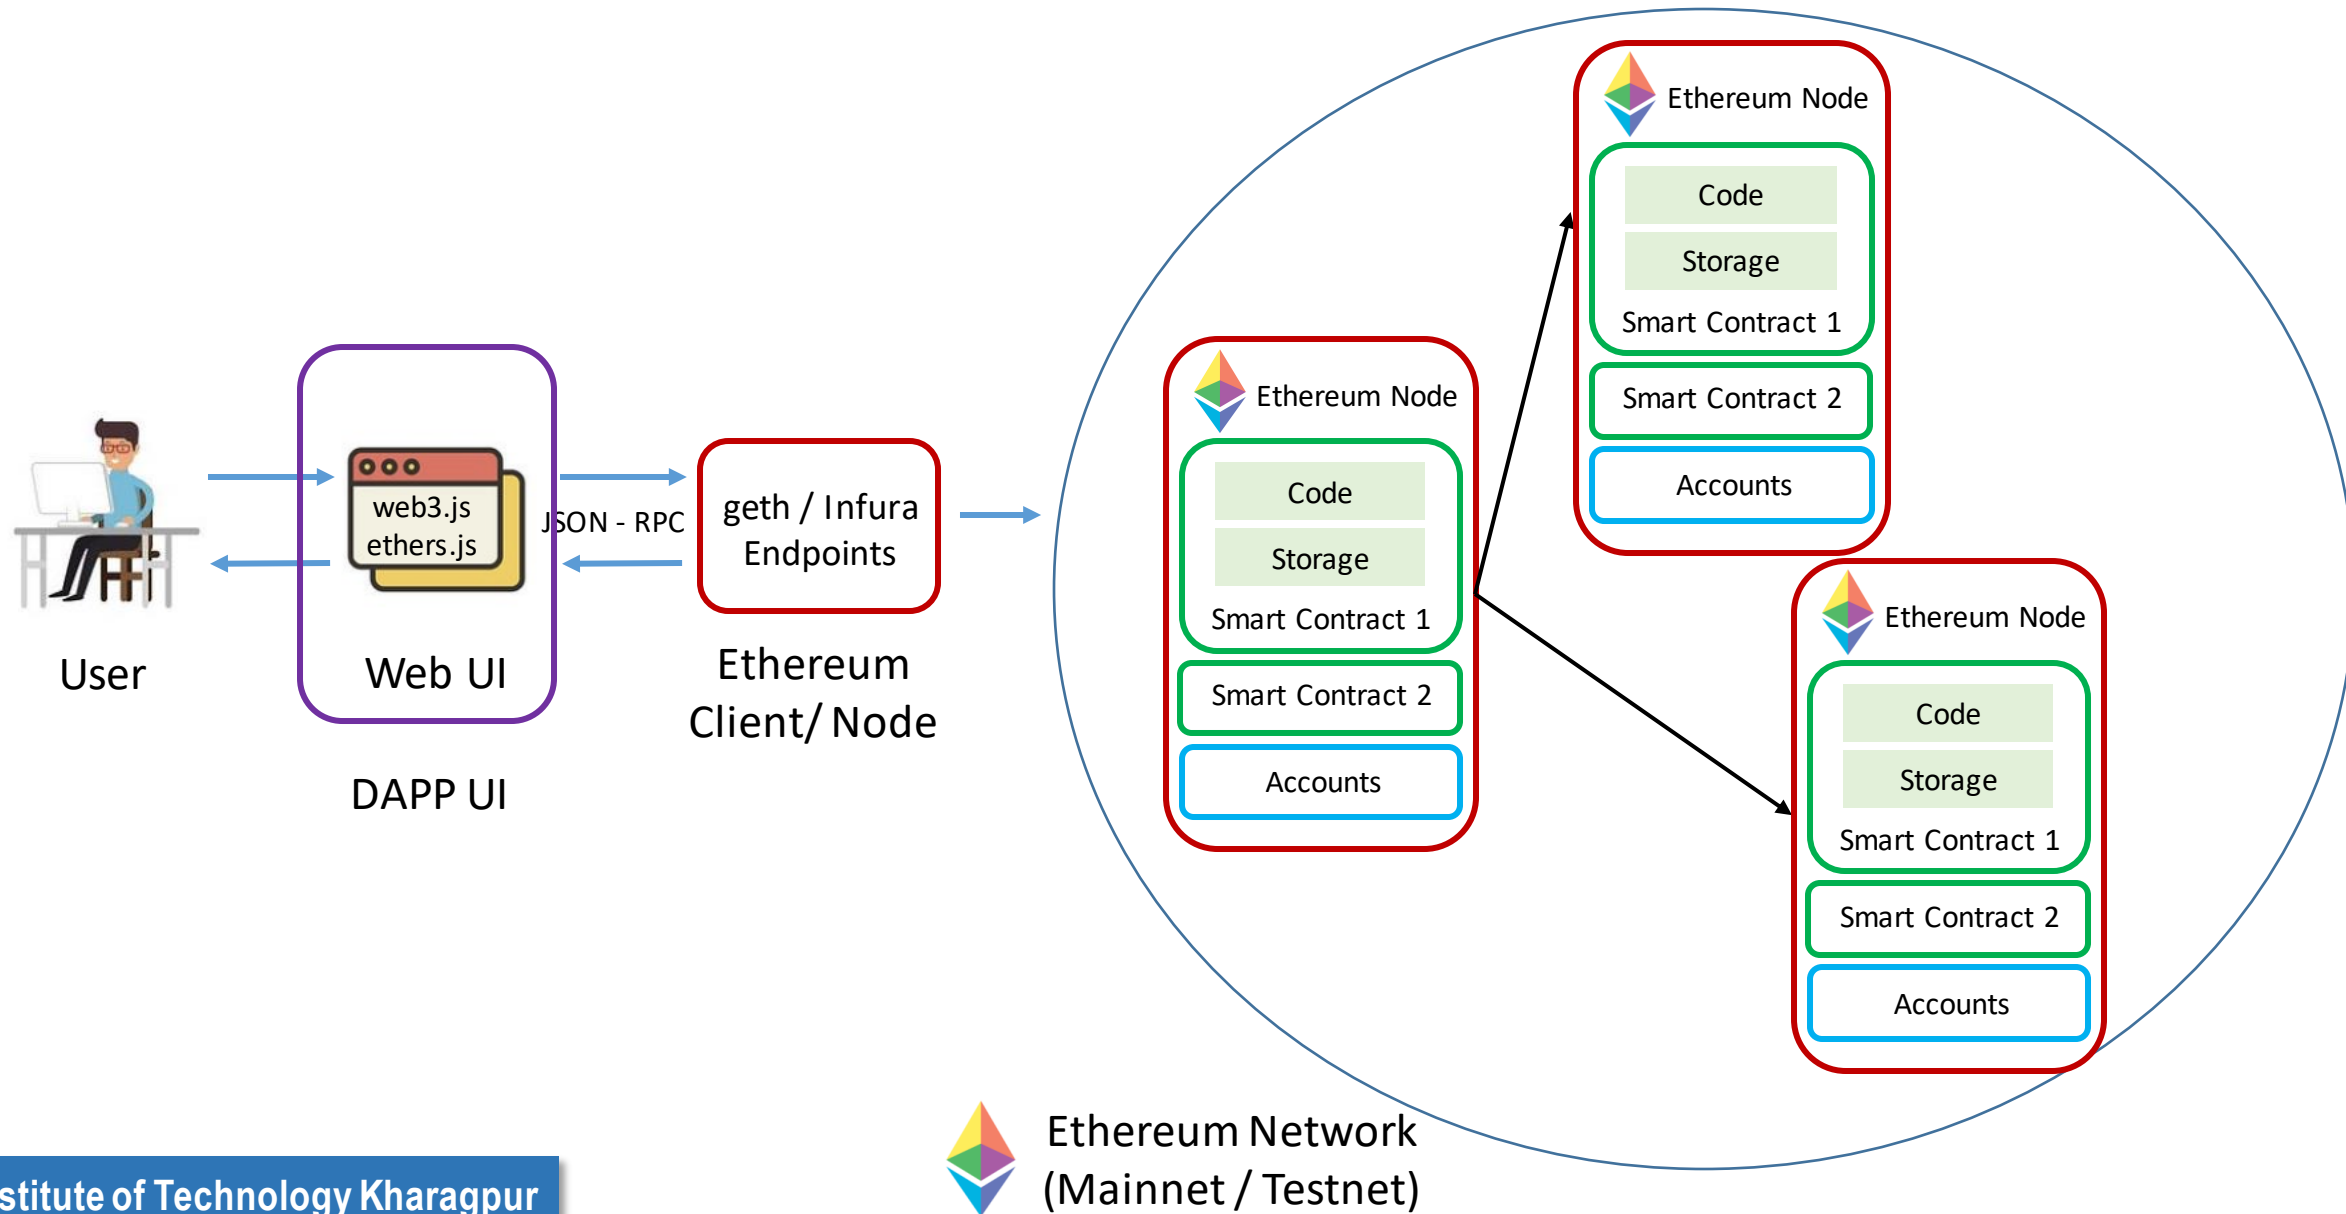 User
web3.js
ethers.js
Web UI
DAPP UI
JSON - RPC
geth / Infura
Endpoints
Ethereum
Client/ Node
Ethereum Node
Code
Storage
Smart Contract 1
Smart Contract 2
Accounts
Ethereum Node
Code
Storage
Smart Contract 1
Smart Contract 2
Accounts
Ethereum Node
Code
Storage
Smart Contract 1
Smart Contract 2
Accounts
Ethereum Network
(Mainnet / Testnet)
stitute of Technology Kharagpur